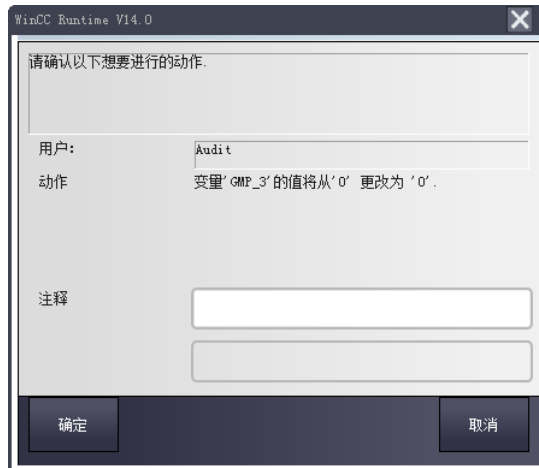 WinCC Runtime V14.0
请确认以下想要进行的动作.
用户:
Audit
动作
变量'GMP_3'的值将从'0' 更改为 '0'.
注释
确定
取消